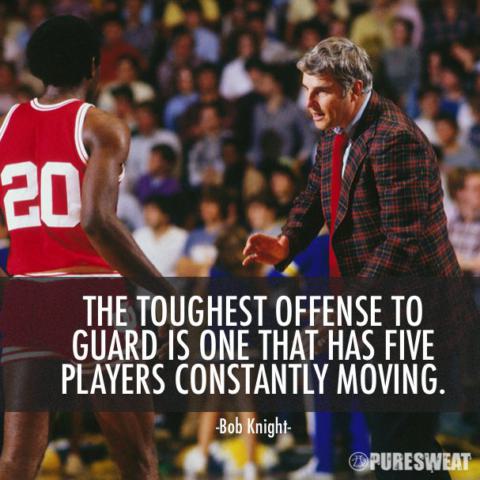 20
THE TOUGHEST OFFENSE TO
GUARD IS ONE THAT HAS FIVE
PLAYERS CONSTANTLY MOVING.
-Bob Knight-
PURESWEAT